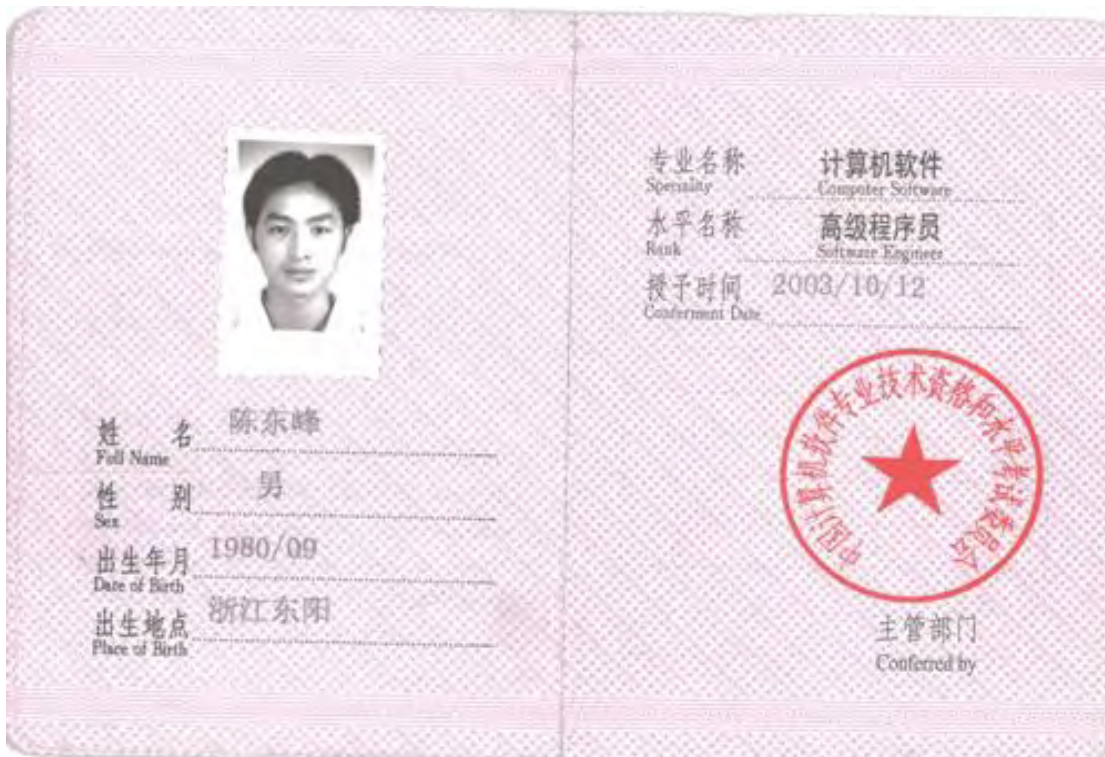 姓 名 陈东峰
Full Name
性 别 男
Sex
出生年月 1980/09
Date of Birth
出生地点 浙江东阳
Place of Birth
专业名称 计算机软件
Speciality Computer Software
水平名称 高级程序员
Rank Software Engineer
授予时间 2003/10/12
Conferment Date
中国计算机软件专业技术资格和水平考试委员会
主管部门
Conferred by